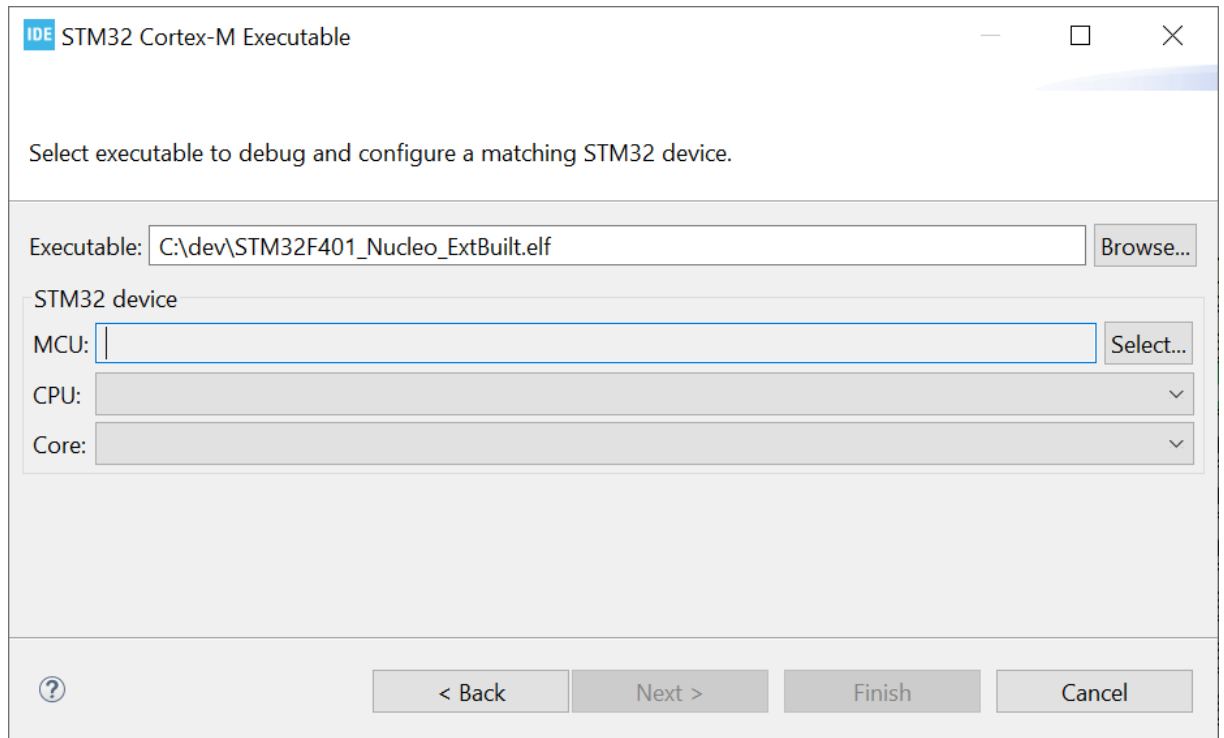 IDE STM32 Cortex-M Executable
Select executable to debug and configure a matching STM32 device.
Executable: C:\dev\STM32F401_Nucleo_ExtBuilt.elf Browse...
STM32 device
MCU: Select...
CPU:
Core:
? < Back Next > Finish Cancel